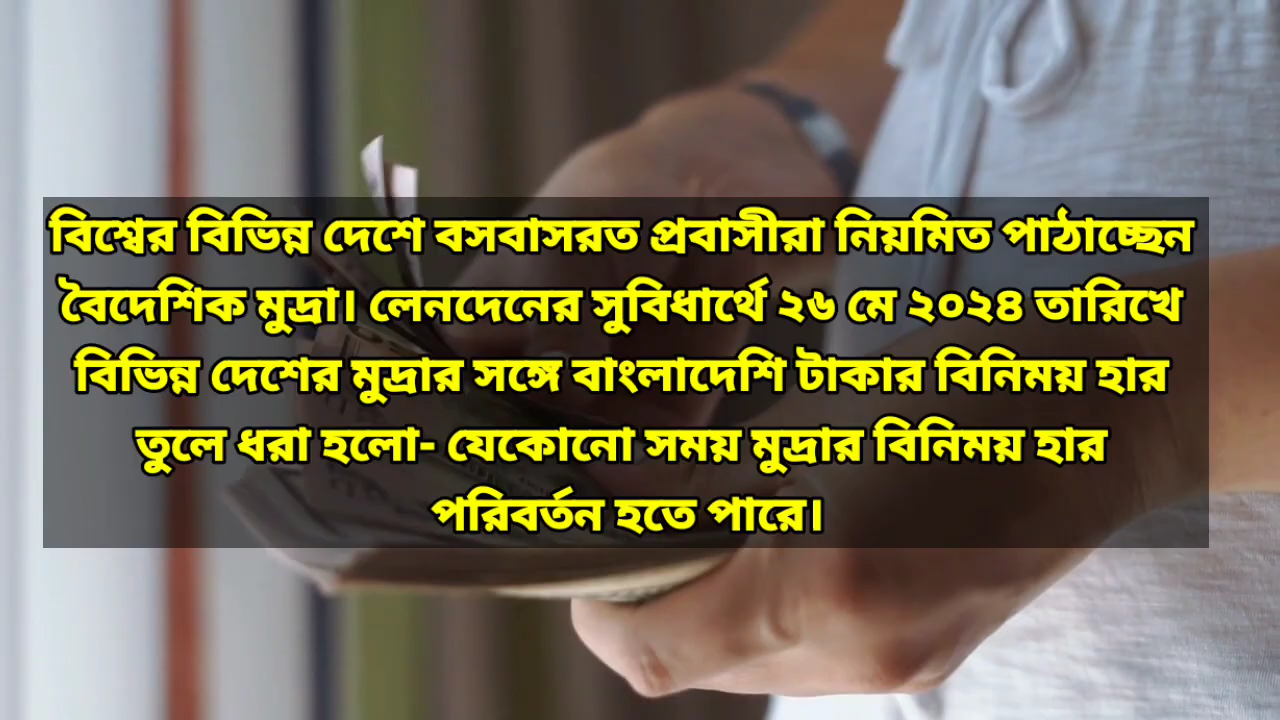 বিশ্বের বিভিন্ন দেশে বসবাসরত প্রবাসীরা নিয়মিত পাঠাচ্ছেন
বৈদেশিক মুদ্রা। লেনদেনের সুবিধার্থে ২৬ মে ২০২৪ তারিখে
বিভিন্ন দেশের মুদ্রার সঙ্গে বাংলাদেশি টাকার বিনিময় হার
তুলে ধরা হলো- যেকোনো সময় মুদ্রার বিনিময় হার
পরিবর্তন হতে পারে।